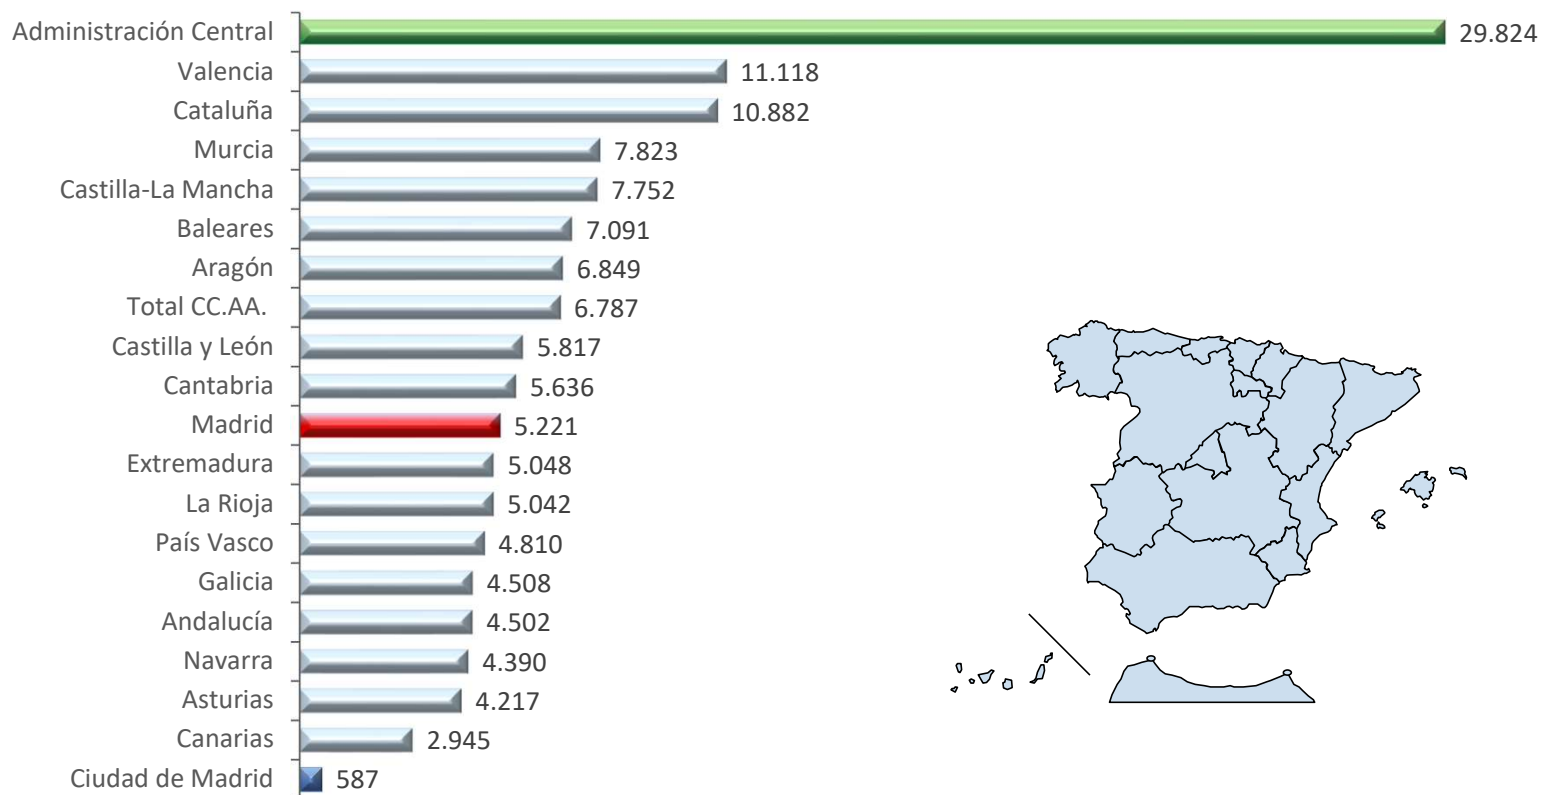 Administración Central 29.824
Valencia 11.118
Cataluña 10.882
Murcia 7.823
Castilla-La Mancha 7.752
Baleares 7.091
Aragón 6.849
Total CC.AA. 6.787
Castilla y León 5.817
Cantabria 5.636
Madrid 5.221
Extremadura 5.048
La Rioja 5.042
País Vasco 4.810
Galicia 4.508
Andalucía 4.502
Navarra 4.390
Asturias 4.217
Canarias 2.945
Ciudad de Madrid 587